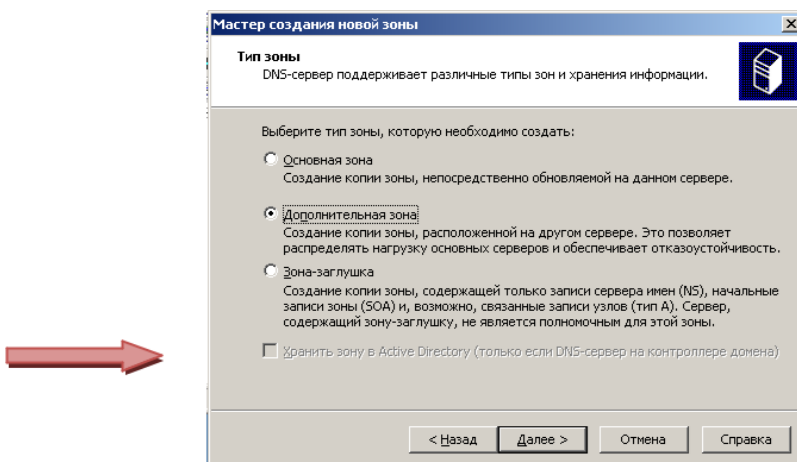 Мастер создания новой зоны
Тип зоны
DNS-сервер поддерживает различные типы зон и хранения информации.
Выберите тип зоны, которую необходимо создать:
Основная зона
Создание копии зоны, непосредственно обновляемой на данном сервере.
Дополнительная зона
Создание копии зоны, расположенной на другом сервере. Это позволяет
распределять нагрузку основных серверов и обеспечивает отказоустойчивость.
Зона-заглушка
Создание копии зоны, содержащей только записи сервера имен (NS), начальные
записи зоны (SOA) и, возможно, связанные записи узлов (тип A). Сервер,
содержащий зону-заглушку, не является полномочным для этой зоны.
Хранить зону в Active Directory (только если DNS-сервер на контроллере домена)
< Назад Далее > Отмена Справка